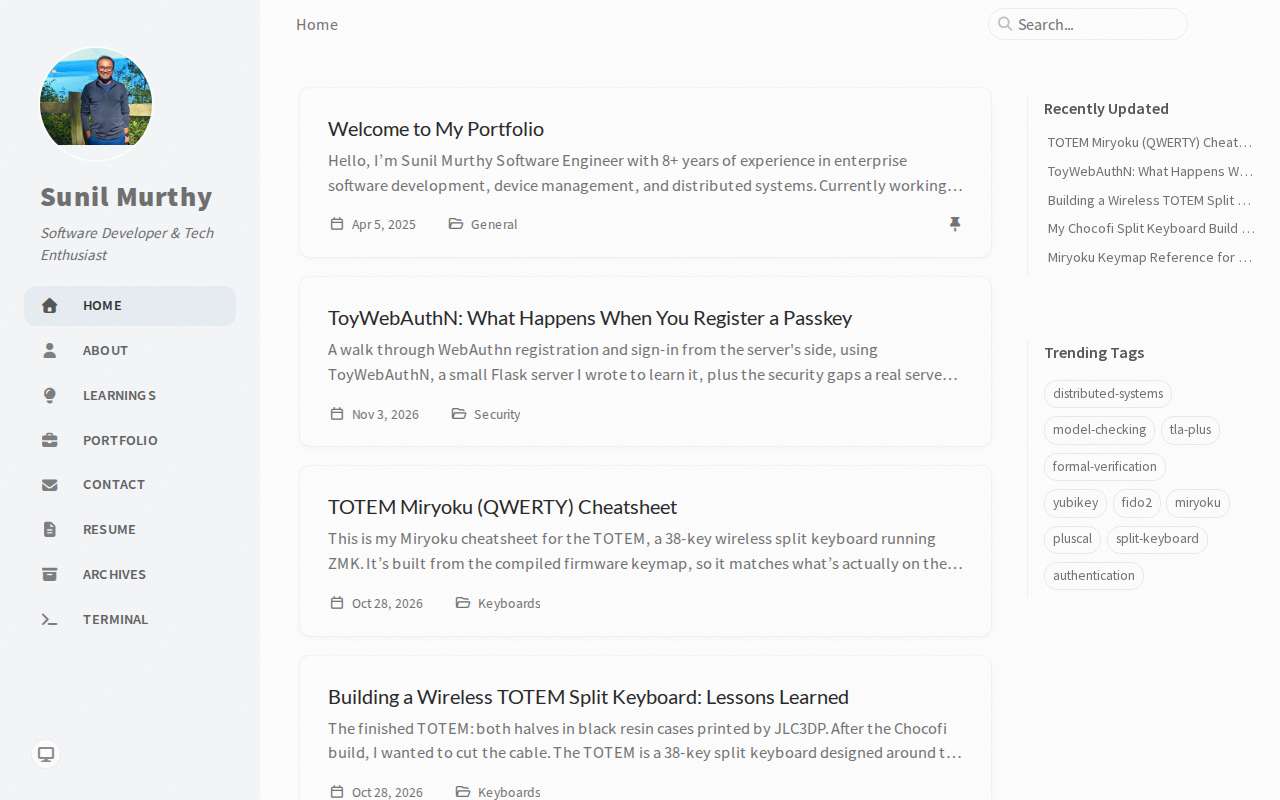 Sunil Murthy
Software Developer & Tech
Enthusiast
HOME
ABOUT
LEARNINGS
PORTFOLIO
CONTACT
RESUME
ARCHIVES
TERMINAL
Home
Search...
Welcome to My Portfolio
Hello, I’m Sunil Murthy Software Engineer with 8+ years of experience in enterprise
software development, device management, and distributed systems. Currently working…
Apr 5, 2025 General
ToyWebAuthN: What Happens When You Register a Passkey
A walk through WebAuthn registration and sign-in from the server's side, using
ToyWebAuthN, a small Flask server I wrote to learn it, plus the security gaps a real serve…
Nov 3, 2026 Security
TOTEM Miryoku (QWERTY) Cheatsheet
This is my Miryoku cheatsheet for the TOTEM, a 38-key wireless split keyboard running
ZMK. It’s built from the compiled firmware keymap, so it matches what’s actually on the…
Oct 28, 2026 Keyboards
Building a Wireless TOTEM Split Keyboard: Lessons Learned
The finished TOTEM: both halves in black resin cases printed by JLC3DP. After the Chocofi
build, I wanted to cut the cable. The TOTEM is a 38-key split keyboard designed around t…
Oct 28, 2026 Keyboards
Recently Updated
TOTEM Miryoku (QWERTY) Cheat…
ToyWebAuthN: What Happens W…
Building a Wireless TOTEM Split …
My Chocofi Split Keyboard Build …
Miryoku Keymap Reference for …
Trending Tags
distributed-systems
model-checking tla-plus
formal-verification
yubikey fido2 miryoku
pluscal split-keyboard
authentication